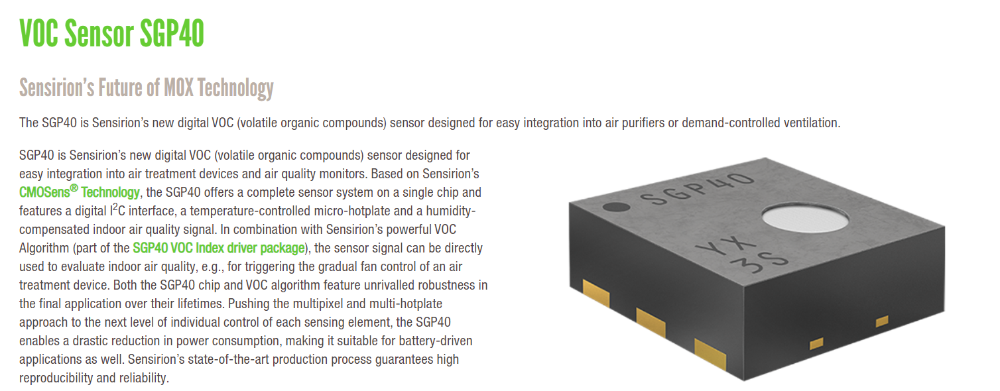 VOC Sensor SGP40
Sensirion’s Future of MOX Technology
The SGP40 is Sensirion’s new digital VOC (volatile organic compounds) sensor designed for easy integration into air purifiers or demand-controlled ventilation.
SGP40 is Sensirion’s new digital VOC (volatile organic compounds) sensor designed for
easy integration into air treatment devices and air quality monitors. Based on Sensirion’s
CMOSens® Technology, the SGP40 offers a complete sensor system on a single chip and
features a digital I²C interface, a temperature-controlled micro-hotplate and a humidity-
compensated indoor air quality signal. In combination with Sensirion’s powerful VOC
Algorithm (part of the SGP40 VOC Index driver package), the sensor signal can be directly
used to evaluate indoor air quality, e.g., for triggering the gradual fan control of an air
treatment device. Both the SGP40 chip and VOC algorithm feature unrivalled robustness in
the final application over their lifetimes. Pushing the multipixel and multi-hotplate
approach to the next level of individual control of each sensing element, the SGP40
enables a drastic reduction in power consumption, making it suitable for battery-driven
applications as well. Sensirion’s state-of-the-art production process guarantees high
reproducibility and reliability.
SGP40
YX
3S